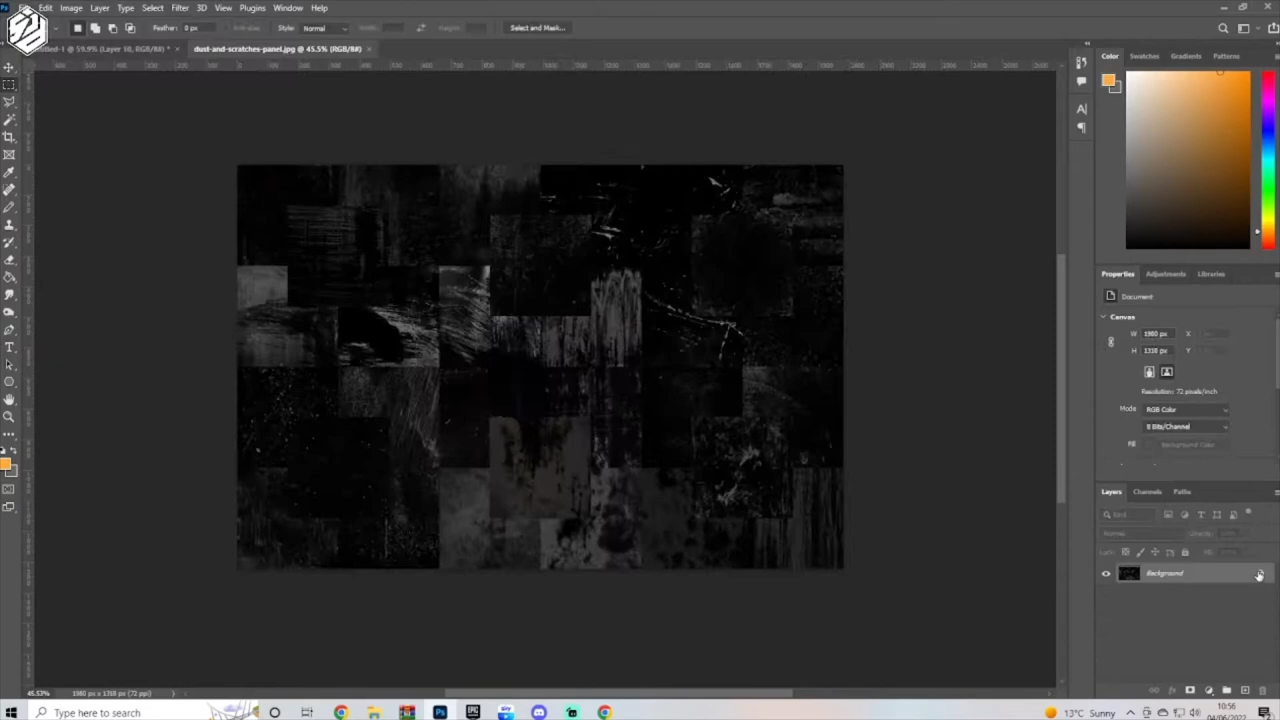 Edit Image Layer Type Select Filter 3D View Plugins Window Help
Feather: 0 px Style: Normal Select and Mask...
@ 59.9% (Layer 10, RGB/8#) * × dust-and-scratches-panel.jpg @ 45.5% (RGB/8#) ×
Color Swatches Gradients Patterns
Properties Adjustments Libraries
Document
Canvas
W 1980 px X
H 1318 px Y
Resolution: 72 pixels/inch
Mode RGB Color
8 Bits/Channel
Fill Background Color
Layers Channels Paths
Kind
Normal Opacity:
Lock: Fill:
Background
45.53% 1980 px x 1318 px (72 ppi)
Type here to search
13°C Sunny
10:56
04/06/2022